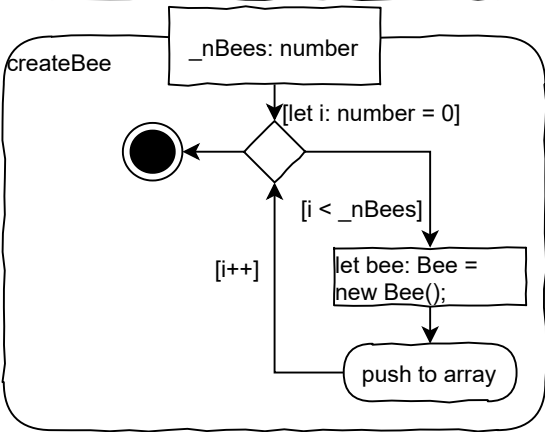 _nBees: number
createBee
[let i: number = 0]
[i < _nBees]
[i++]
let bee: Bee =
new Bee();
push to array